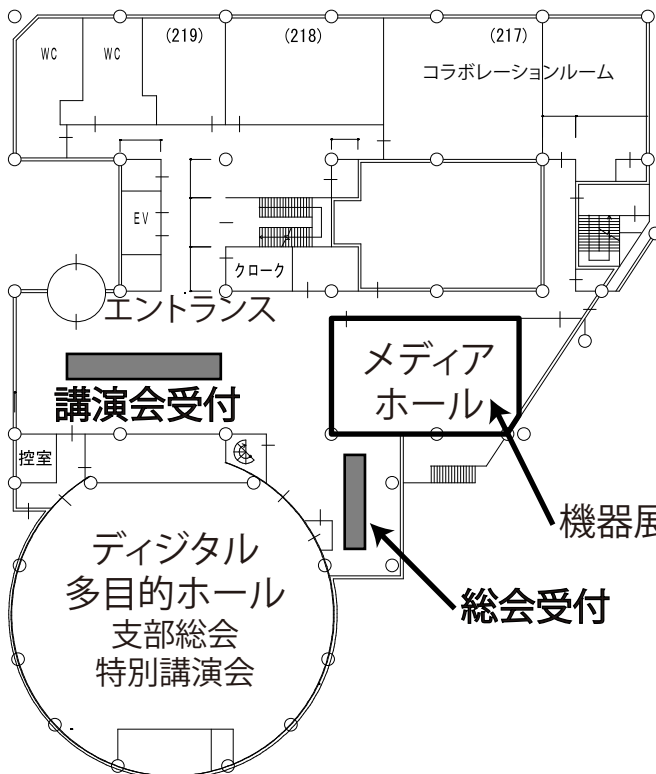 (219)
(218)
(217)
WC
WC
コラボレーションルーム
EV
クローク
エントランス
メディア
ホール
講演会受付
控室
機器展
ディジタル
多目的ホール
支部総会
特別講演会
総会受付